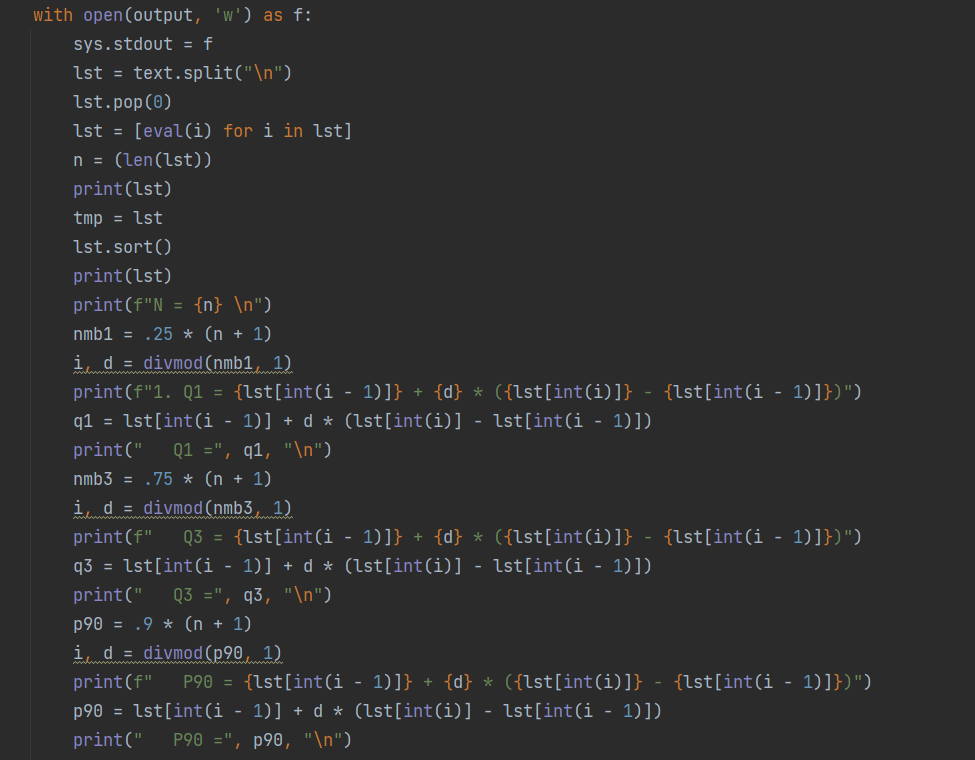 with open(output, 'w') as f:
    sys.stdout = f
    lst = text.split("\n")
    lst.pop(0)
    lst = [eval(i) for i in lst]
    n = (len(lst))
    print(lst)
    tmp = lst
    lst.sort()
    print(lst)
    print(f"N = {n} \n")
    nmb1 = .25 * (n + 1)
    i, d = divmod(nmb1, 1)
    print(f"1. Q1 = {lst[int(i - 1)]} + {d} * ({lst[int(i)]} - {lst[int(i - 1)]})")
    q1 = lst[int(i - 1)] + d * (lst[int(i)] - lst[int(i - 1)])
    print("   Q1 =", q1, "\n")
    nmb3 = .75 * (n + 1)
    i, d = divmod(nmb3, 1)
    print(f"   Q3 = {lst[int(i - 1)]} + {d} * ({lst[int(i)]} - {lst[int(i - 1)]})")
    q3 = lst[int(i - 1)] + d * (lst[int(i)] - lst[int(i - 1)])
    print("   Q3 =", q3, "\n")
    p90 = .9 * (n + 1)
    i, d = divmod(p90, 1)
    print(f"   P90 = {lst[int(i - 1)]} + {d} * ({lst[int(i)]} - {lst[int(i - 1)]})")
    p90 = lst[int(i - 1)] + d * (lst[int(i)] - lst[int(i - 1)])
    print("   P90 =", p90, "\n")